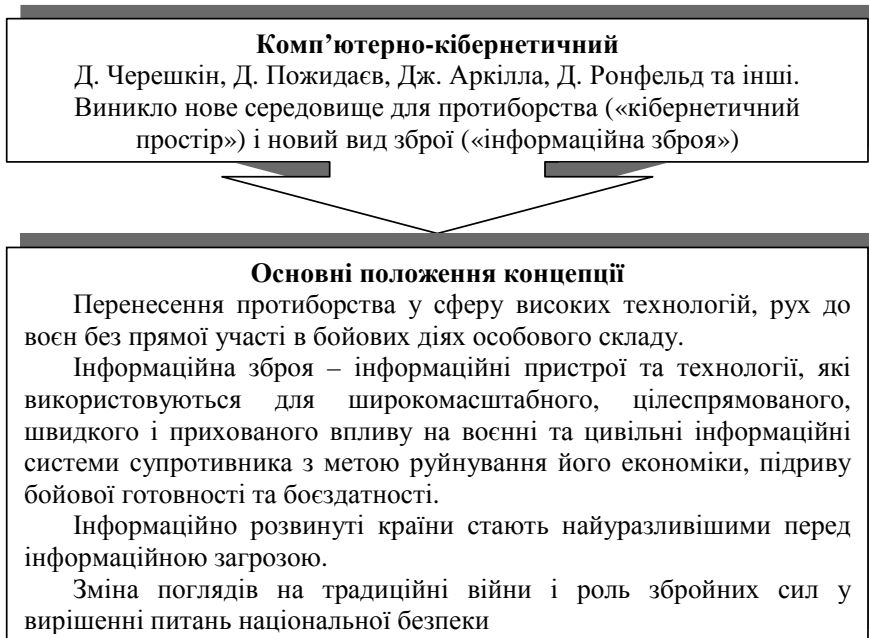 Комп’ютерно-кібернетичний
Д. Черешкін, Д. Пожидаєв, Дж. Аркілла, Д. Ронфельд та інші.
Виникло нове середовище для протиборства («кібернетичний
простір») і новий вид зброї («інформаційна зброя»)
Основні положення концепції
Перенесення протиборства у сферу високих технологій, рух до
воєн без прямої участі в бойових діях особового складу.
Інформаційна зброя – інформаційні пристрої та технології, які
використовуються для широкомасштабного, цілеспрямованого,
швидкого і прихованого впливу на воєнні та цивільні інформаційні
системи супротивника з метою руйнування його економіки, підриву
бойової готовності та боєздатності.
Інформаційно розвинуті країни стають найуразливішими перед
інформаційною загрозою.
Зміна поглядів на традиційні війни і роль збройних сил у
вирішенні питань національної безпеки